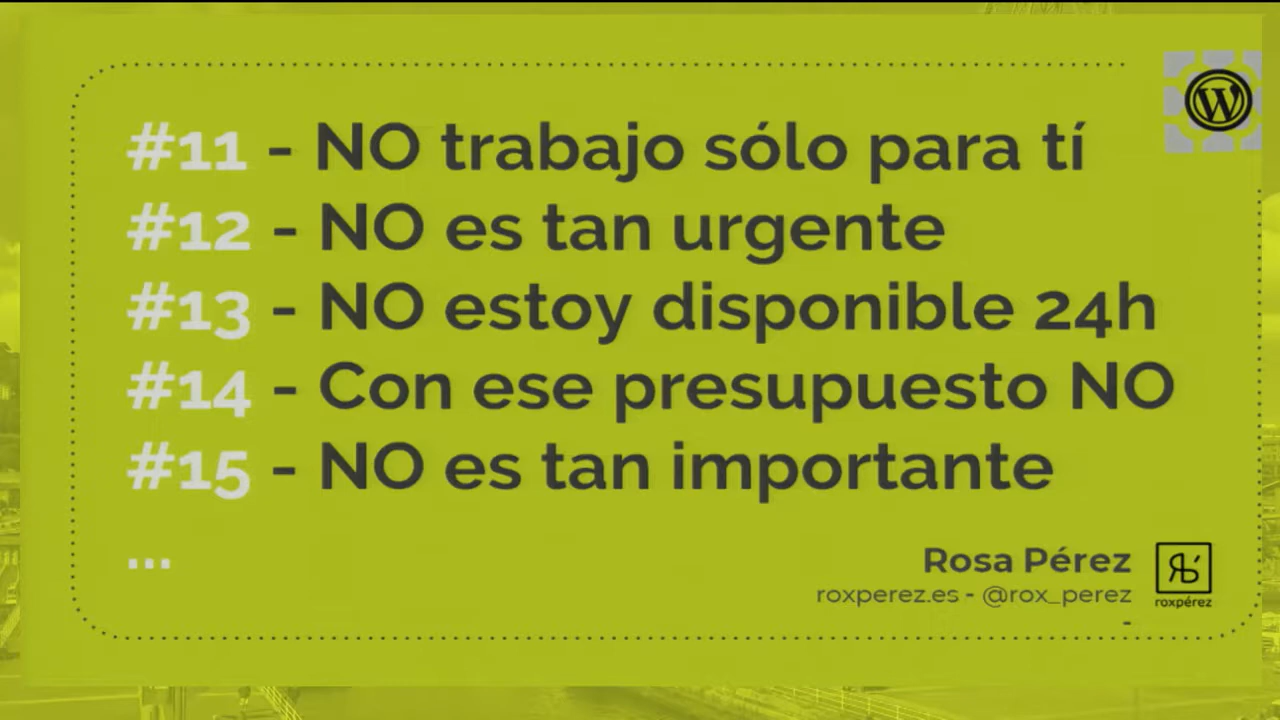 #11 - NO trabajo sólo para tí
#12 - NO es tan urgente
#13 - NO estoy disponible 24h
#14 - Con ese presupuesto NO
#15 - NO es tan importante
...
Rosa Pérez
roxperez.es - @rox_perez
-
roxpérez